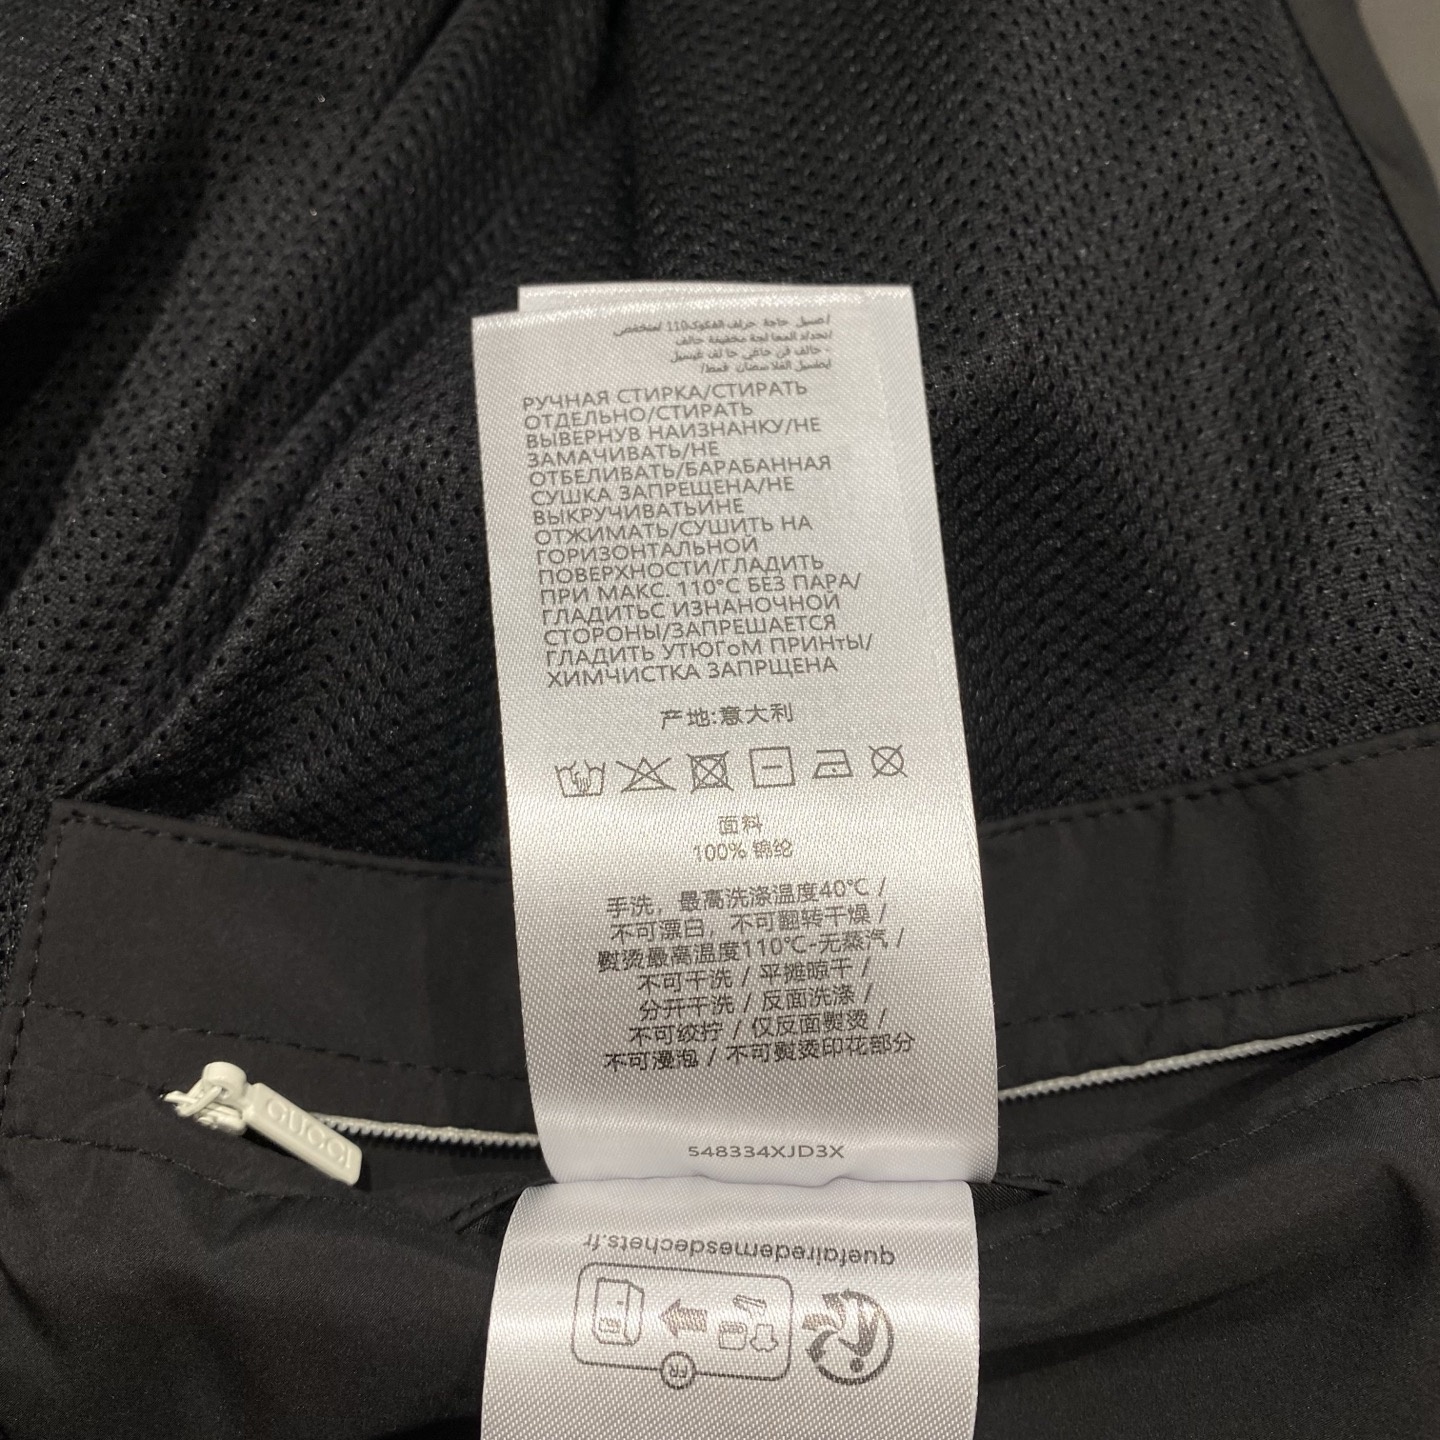 РУЧНАЯ СТИРКА/СТИРАТЬ
ОТДЕЛЬНО/СТИРАТЬ
ВЫВЕРНУВ НАИЗНАНКУ/НЕ
ЗАМАЧИВАТЬ/НЕ
ОТБЕЛИВАТЬ/БАРАБАННАЯ
СУШКА ЗАПРЕЩЕНА/НЕ
ВЫКРУЧИВАТЬИНЕ
ОТЖИМАТЬ/СУШИТЬ НА
ГОРИЗОНТАЛЬНОЙ
ПОВЕРХНОСТИ/ГЛАДИТЬ
ПРИ МАКС. 110°C БЕЗ ПАРА/
ГЛАДИТЬС ИЗНАНОЧНОЙ
СТОРОНЫ/ЗАПРЕШАЕТСЯ
ГЛАДИТЬ УТЮГоМ ПРИНтЫ/
ХИМЧИСТКА ЗАПРЩЕНА
产地:意大利
面料
100% 锦纶
手洗，最高洗涤温度40℃ /
不可漂白，不可翻转干燥 /
熨烫最高温度110℃-无蒸汽 /
不可干洗 / 平摊晾干 /
分开干洗 / 反面洗涤 /
不可绞拧 / 仅反面熨烫 /
不可浸泡 / 不可熨烫印花部分
GUCCI
548334XJD3X
quefairedemesdechets.fr
FR